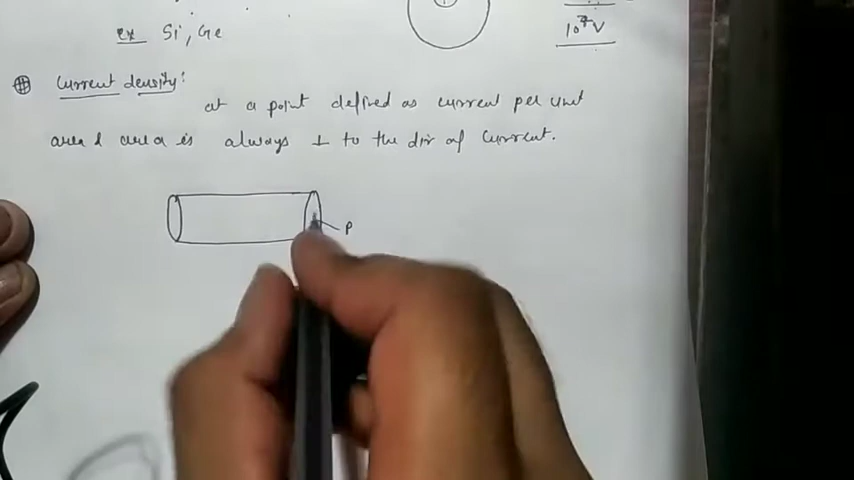 ex Si, Ge
10⁷V
Current density:
at a point defined as current per unit
area & area is always ⊥ to the dir of current.
P